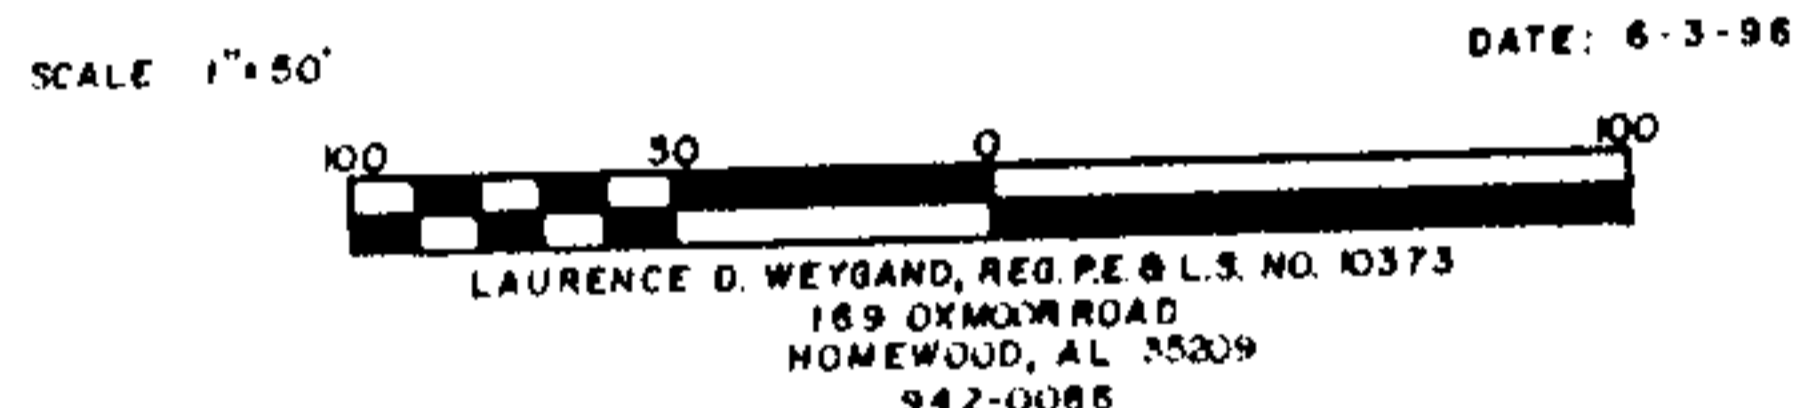 SCALE 1"=50'
DATE: 6-3-96
100 50 0 100
LAURENCE D. WEYGAND, REG. P.E. & L.S. NO. 10373
169 OXMOOR ROAD
HOMEWOOD, AL 35209
942-0086